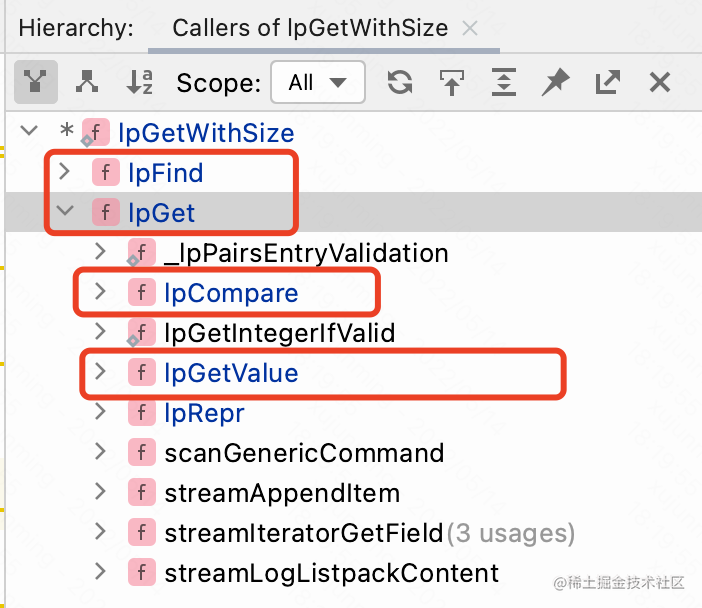 Hierarchy: Callers of lpGetWithSize
Scope: All
* f lpGetWithSize
f lpFind
f lpGet
f _lpPairsEntryValidation
f lpCompare
f lpGetIntegerIfValid
f lpGetValue
f lpRepr
f scanGenericCommand
f streamAppendItem
f streamIteratorGetField(3 usages)
f streamLogListpackContent
@稀土掘金技术社区